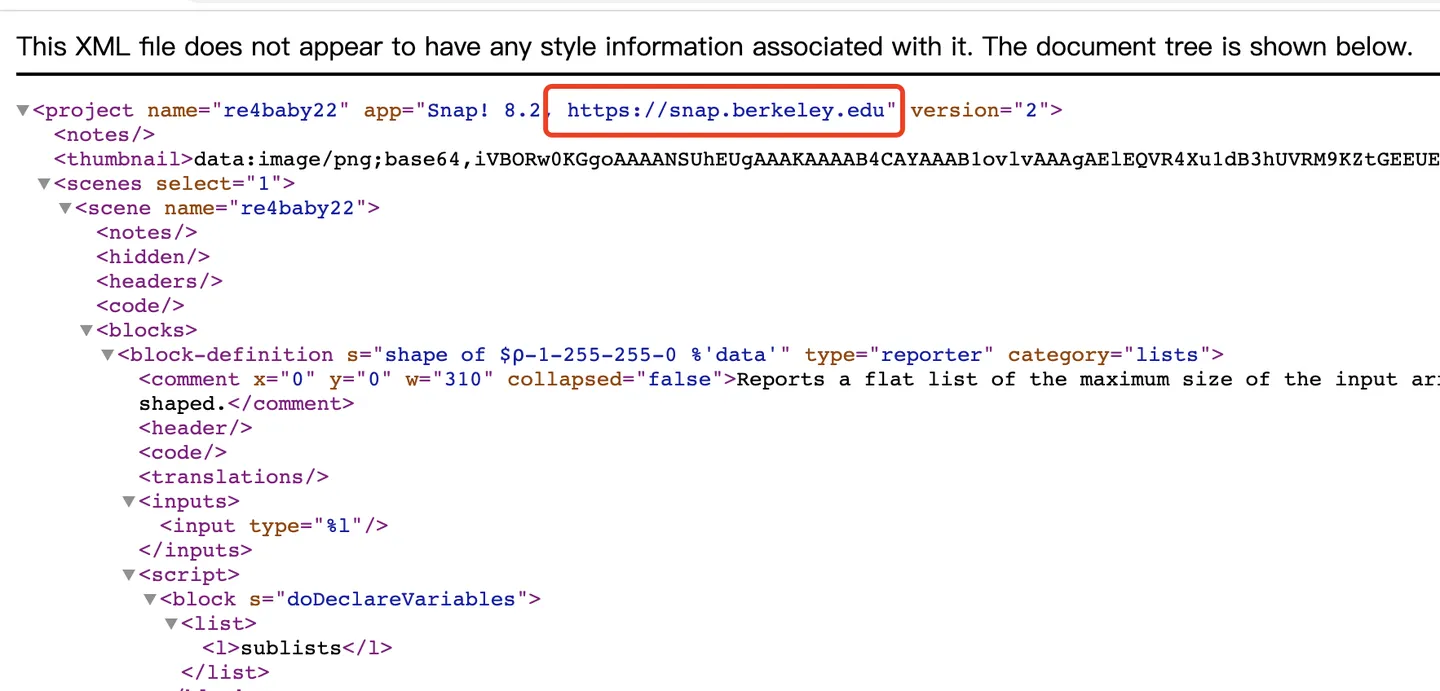 This XML file does not appear to have any style information associated with it. The document tree is shown below.
▼<project name="re4baby22" app="Snap! 8.2, https://snap.berkeley.edu" version="2">
<notes/>
<thumbnail>data:image/png;base64,iVBORw0KGgoAAAANSUhEUgAAAKAAAAB4CAYAAAB1ovlvAAAgAElEQVR4Xu1dB3hUVRM9KZtGEEUE
▼<scenes select="1">
▼<scene name="re4baby22">
<notes/>
<hidden/>
<headers/>
<code/>
▼<blocks>
▼<block-definition s="shape of $ρ-1-255-255-0 %'data'" type="reporter" category="lists">
<comment x="0" y="0" w="310" collapsed="false">Reports a flat list of the maximum size of the input
shaped.</comment>
<header/>
<code/>
<translations/>
▼<inputs>
<input type="%l"/>
</inputs>
▼<script>
▼<block s="doDeclareVariables">
▼<list>
<l>sublists</l>
</list>